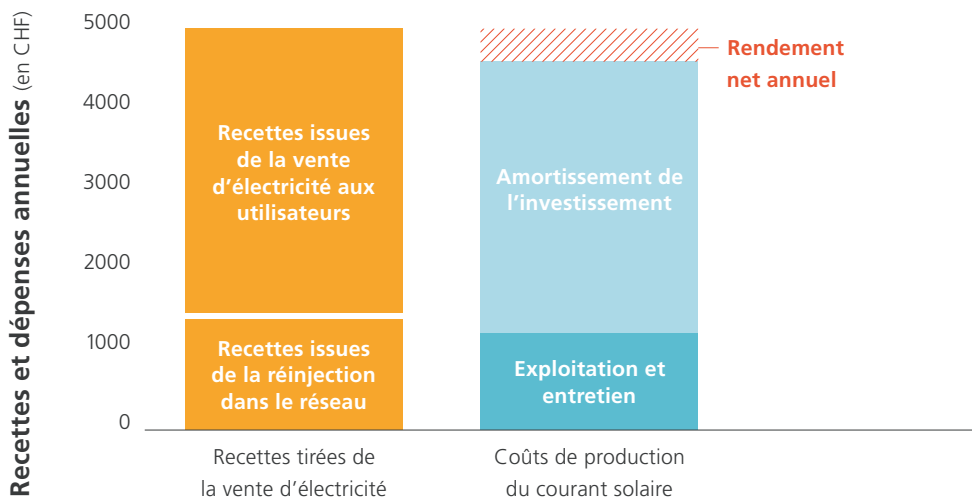 Recettes et dépenses annuelles (en CHF)
5000
4000
3000
2000
1000
0
Recettes issues
de la vente
d’électricité aux
utilisateurs
Recettes issues
de la réinjection
dans le réseau
Rendement
net annuel
Amortissement de
l’investissement
Exploitation et
entretien
Recettes tirées de
la vente d’électricité
Coûts de production
du courant solaire